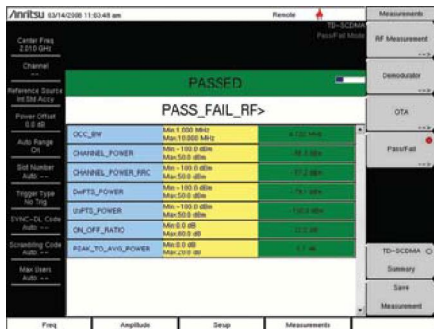 Anritsu 03/14/2008 11:03:48 am
Remote
TD-SCDMA
Pass/Fail Mode
Measurements
Center Freq
2.010 GHz
Channel
--
Reference Source
Int Std Accy
Power Offset
0.0 dB
Auto Range
On
Slot Number
Auto --
Trigger Type
No Trig
SYNC-DL Code
Auto --
Scrambling Code
Auto --
Max Users
Auto --
PASSED
PASS_FAIL_RF>
OCC_BW
Min:1.000 MHz
Max:10.000 MHz
CHANNEL_POWER
Min:-100.0 dBm
Max:50.0 dBm
CHANNEL_POWER_RRC
Min:-100.0 dBm
Max:50.0 dBm
DwPTS_POWER
Min:-100.0 dBm
Max:50.0 dBm
UpPTS_POWER
Min:-100.0 dBm
Max:50.0 dBm
ON_OFF_RATIO
Min:0.0 dB
Max:80.0 dB
PEAK_TO_AVG_POWER
Min:0.0 dB
Max:20.0 dB
RF Measurement
-->
Demodulator
-->
OTA
-->
Pass/Fail
-->
TD-SCDMA
Summary
Save
Measurement
Freq
Amplitude
Setup
Measurements